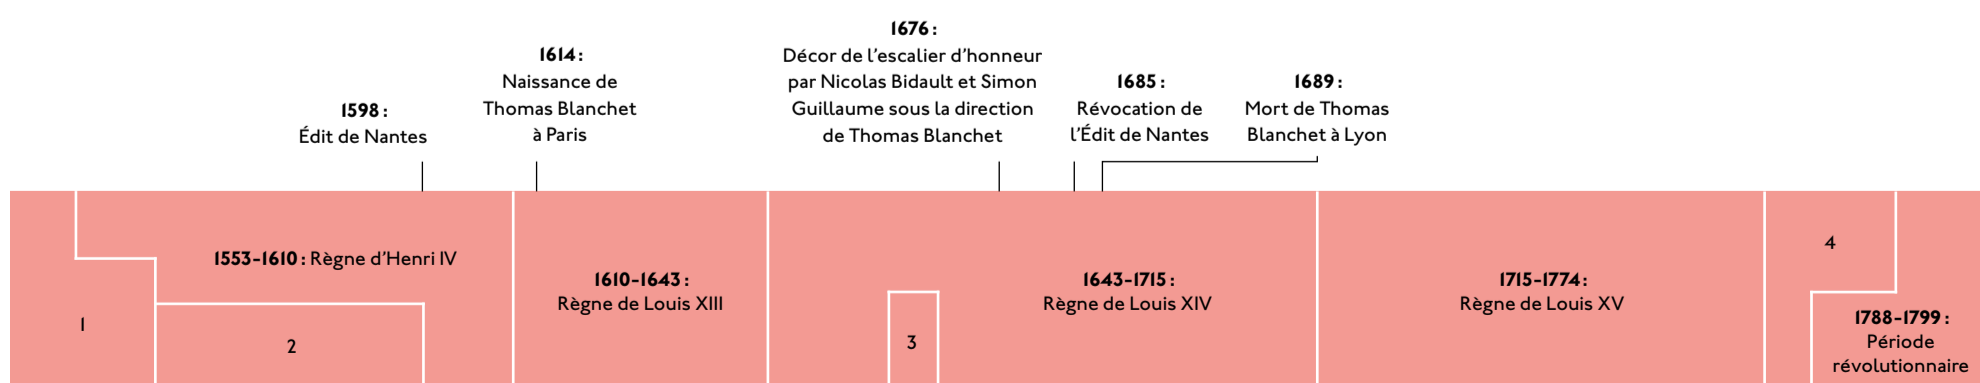 1598 :
Édit de Nantes
1614 :
Naissance de
Thomas Blanchet
à Paris
1676 :
Décor de l’escalier d’honneur
par Nicolas Bidault et Simon
Guillaume sous la direction
de Thomas Blanchet
1685 :
Révocation de
l’Édit de Nantes
1689 :
Mort de Thomas
Blanchet à Lyon
1
1553-1610 : Règne d’Henri IV
2
1610-1643 :
Règne de Louis XIII
3
1643-1715 :
Règne de Louis XIV
1715-1774 :
Règne de Louis XV
4
1788-1799 :
Période
révolutionnaire